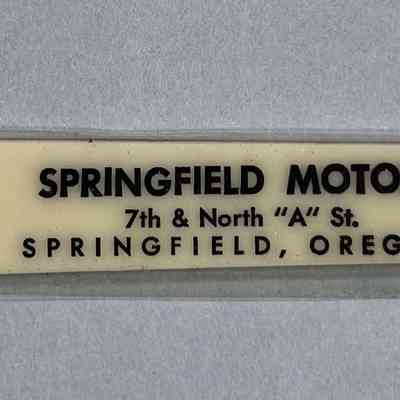 SPRINGFIELD MOTO
7th & North "A" St.
SPRINGFIELD, OREG